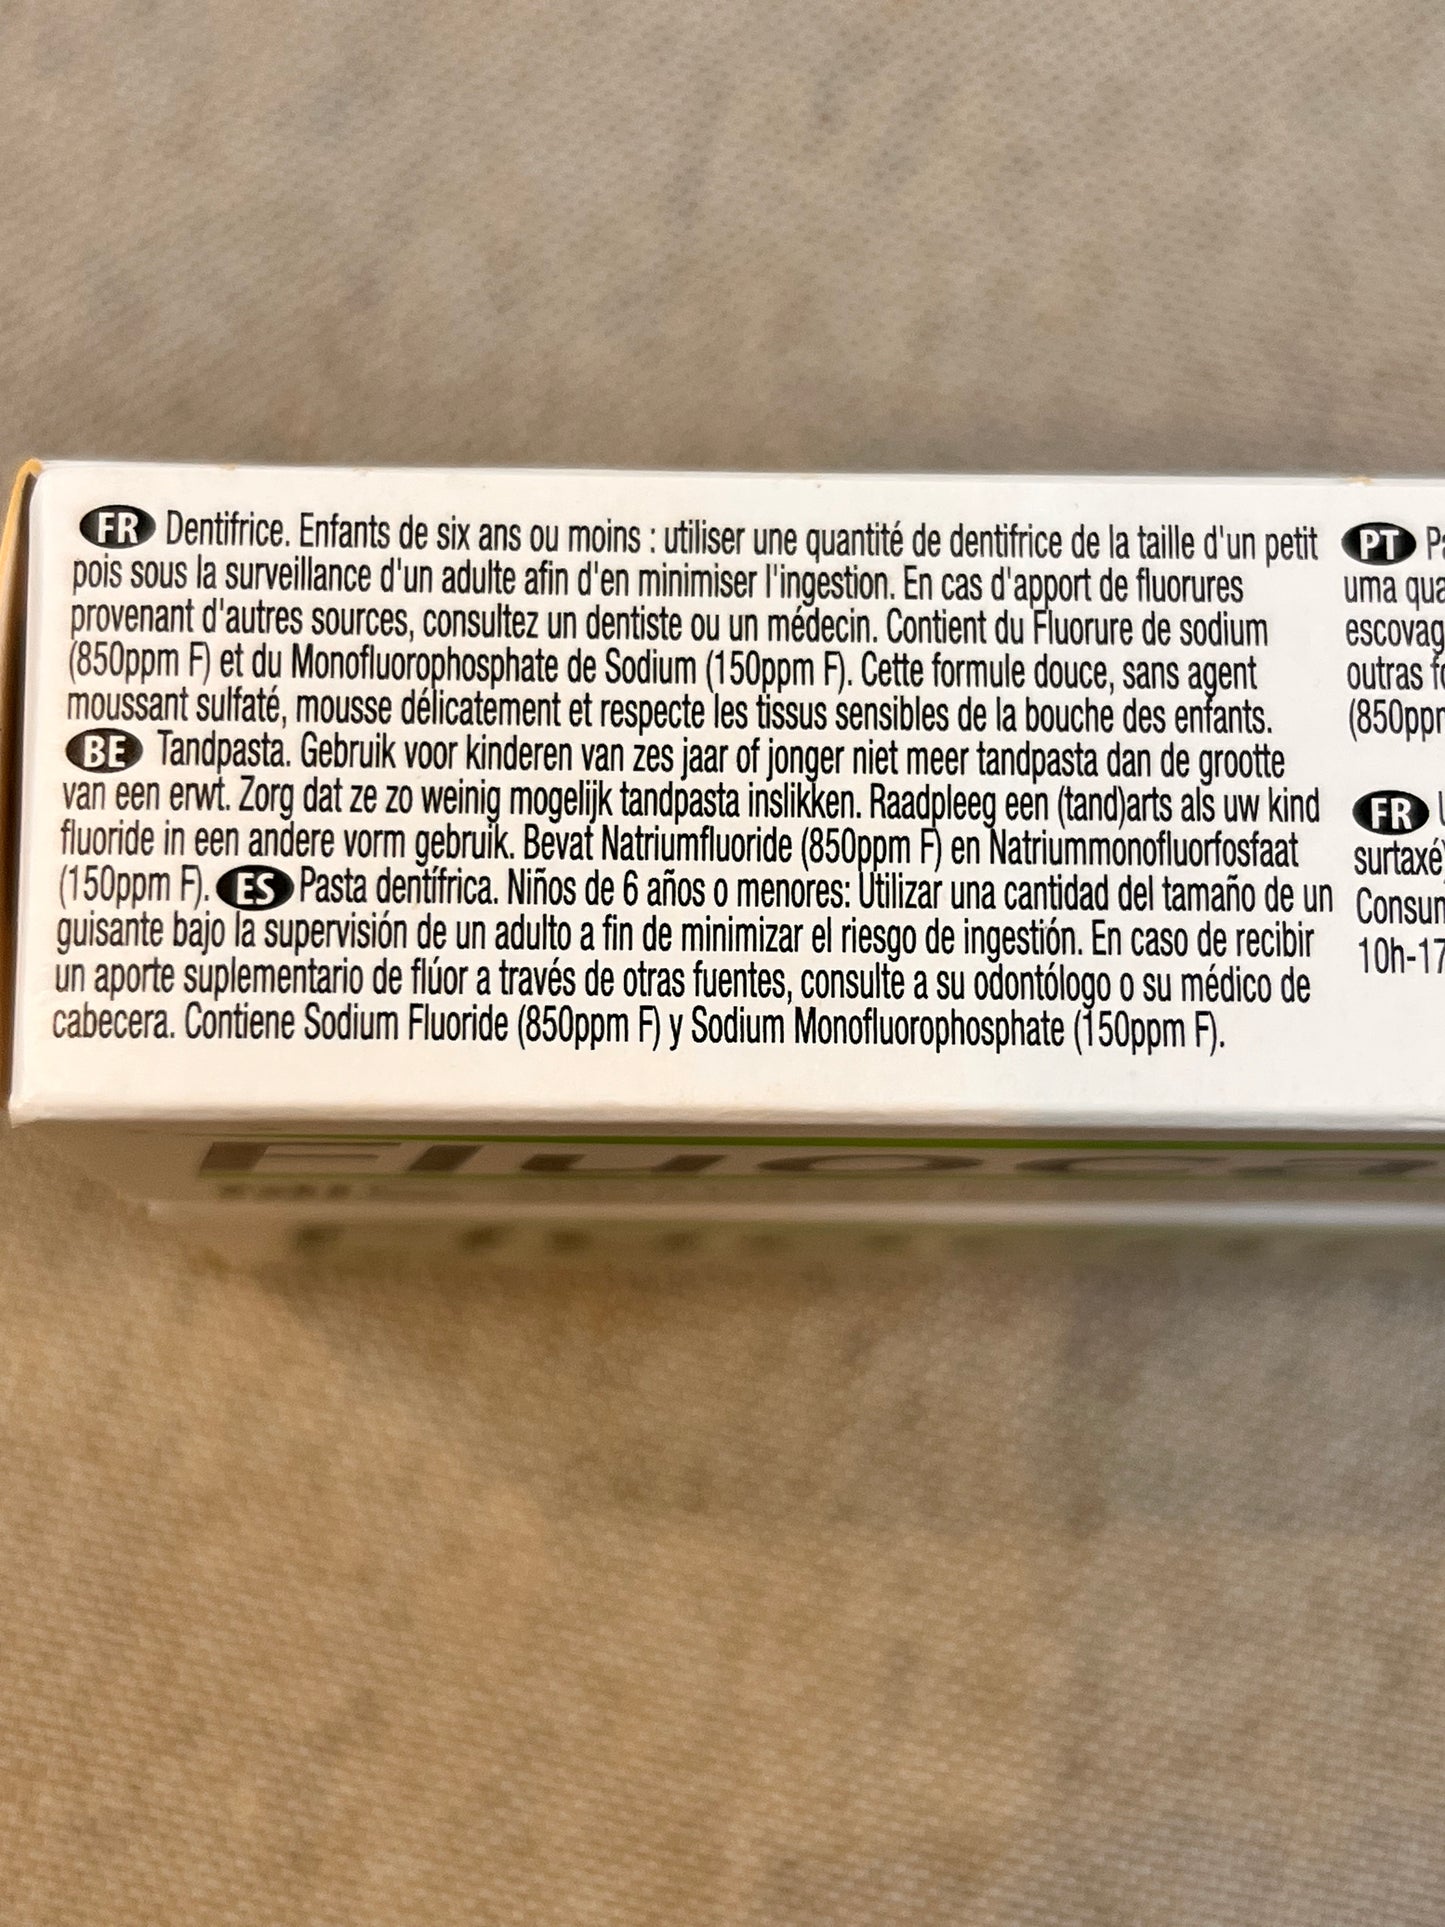 FR Dentifrice. Enfants de six ans ou moins : utiliser une quantité de dentifrice de la taille d'un petit
pois sous la surveillance d'un adulte afin d'en minimiser l'ingestion. En cas d'apport de fluorures
provenant d'autres sources, consultez un dentiste ou un médecin. Contient du Fluorure de sodium
(850ppm F) et du Monofluorophosphate de Sodium (150ppm F). Cette formule douce, sans agent
moussant sulfaté, mousse délicatement et respecte les tissus sensibles de la bouche des enfants.
BE Tandpasta. Gebruik voor kinderen van zes jaar of jonger niet meer tandpasta dan de grootte
van een erwt. Zorg dat ze zo weinig mogelijk tandpasta inslikken. Raadpleeg een (tand)arts als uw kind
fluoride in een andere vorm gebruik. Bevat Natriumfluoride (850ppm F) en Natriummonofluorfosfaat
(150ppm F). ES Pasta dentífrica. Niños de 6 años o menores: Utilizar una cantidad del tamaño de un
guisante bajo la supervisión de un adulto a fin de minimizar el riesgo de ingestión. En caso de recibir
un aporte suplementario de flúor a través de otras fuentes, consulte a su odontólogo o su médico de
cabecera. Contiene Sodium Fluoride (850ppm F) y Sodium Monofluorophosphate (150ppm F).
PT
uma
outras
FR
10h-17